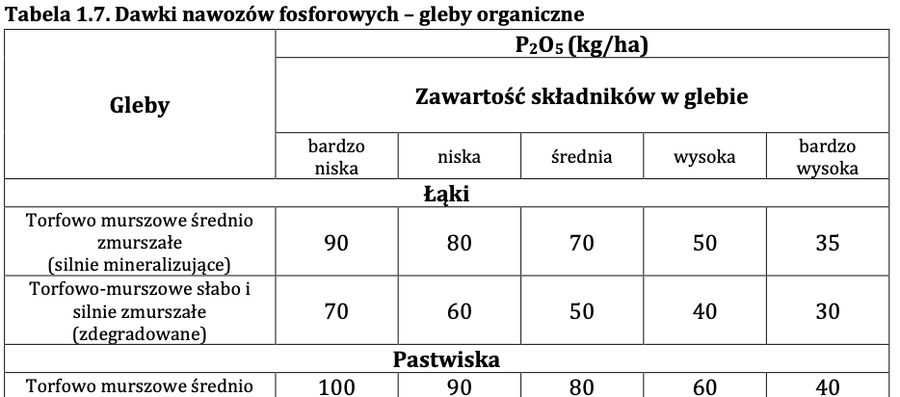 Tabela 1.7. Dawki nawozów fosforowych – gleby organiczne
Gleby
P₂O₅ (kg/ha)
Zawartość składników w glebie
bardzo niska
niska
średnia
wysoka
bardzo wysoka
Łąki
Torfowo murszowe średnio
zmurszałe
(silnie mineralizujące)
90 80 70 50 35
Torfowo-murszowe słabo i
silnie zmurszałe
(zdegradowane)
70 60 50 40 30
Pastwiska
Torfowo murszowe średnio 100 90 80 60 40